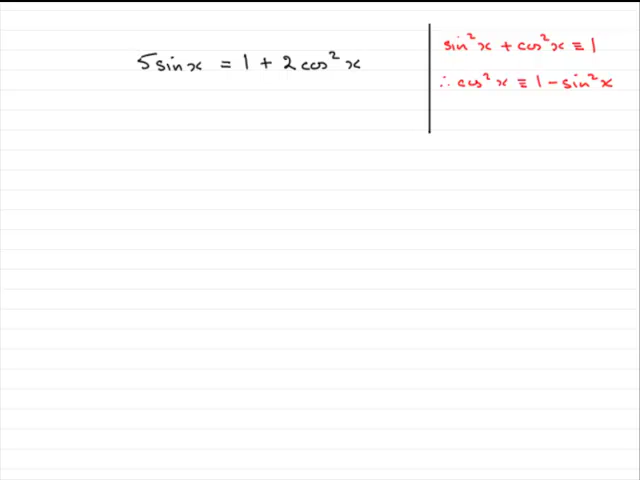 5 sin x = 1 + 2 cos² x
sin² x + cos² x ≡ 1
∴ cos² x ≡ 1 − sin² x